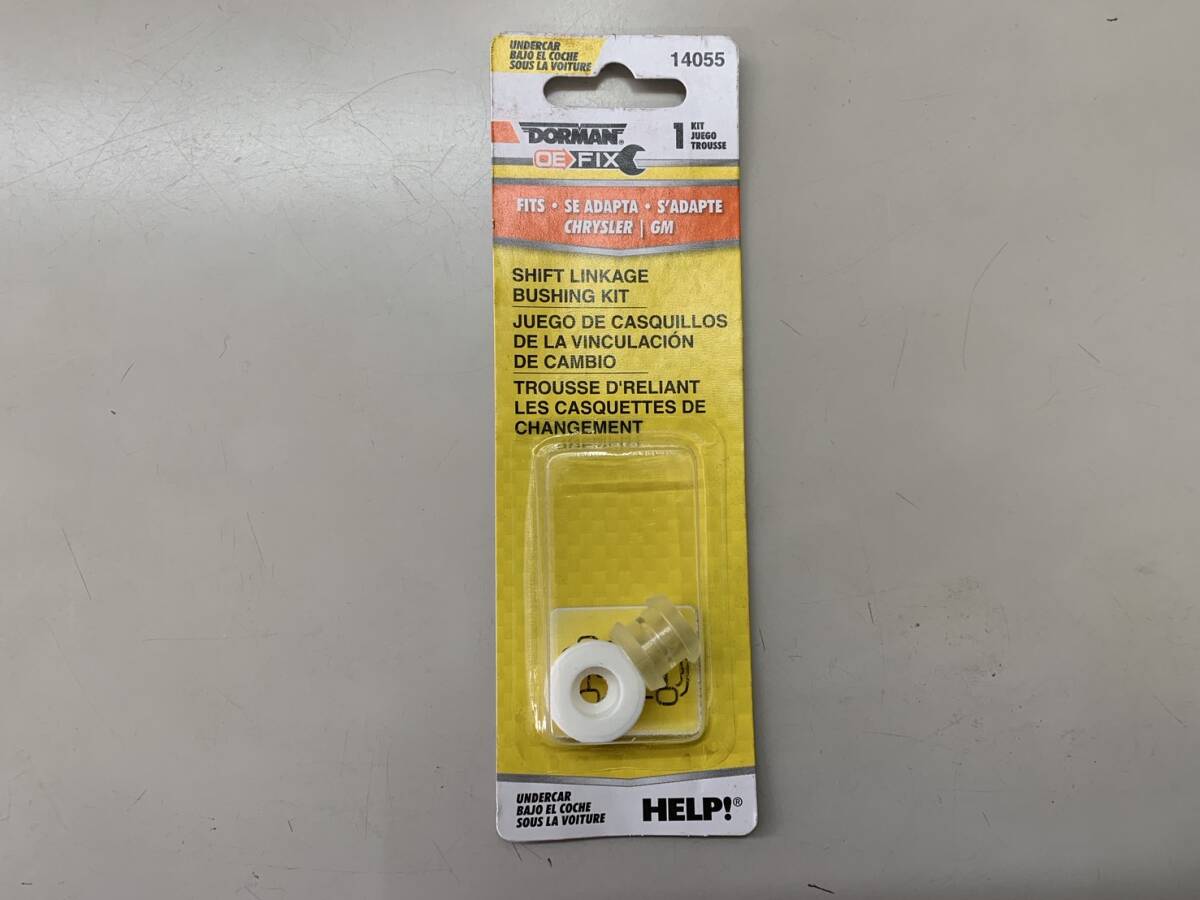 UNDERCAR
BAJO EL COCHE
SOUS LA VOITURE
14055
DORMAN®
OE FIX
1 KIT
JUEGO
TROUSSE
FITS • SE ADAPTA • S'ADAPTE
CHRYSLER | GM
SHIFT LINKAGE
BUSHING KIT
JUEGO DE CASQUILLOS
DE LA VINCULACIÓN
DE CAMBIO
TROUSSE D'RELIANT
LES CASQUETTES DE
CHANGEMENT
UNDERCAR
BAJO EL COCHE
SOUS LA VOITURE
HELP!®